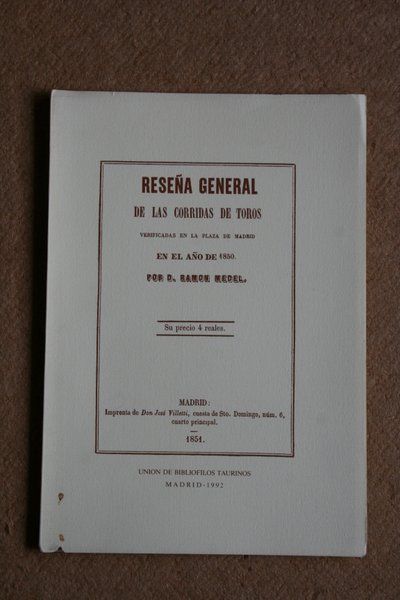 RESEÑA GENERAL
DE LAS CORRIDAS DE TOROS
VERIFICADAS EN LA PLAZA DE MADRID
EN EL AÑO DE 1850.
POR D. RAMON MEDEL.
Su precio 4 reales.
MADRID:
Imprenta de Don José Villetti, cuesta de Sto. Domingo, núm. 6,
cuarto principal.
1851.
UNION DE BIBLIOFILOS TAURINOS
MADRID-1992